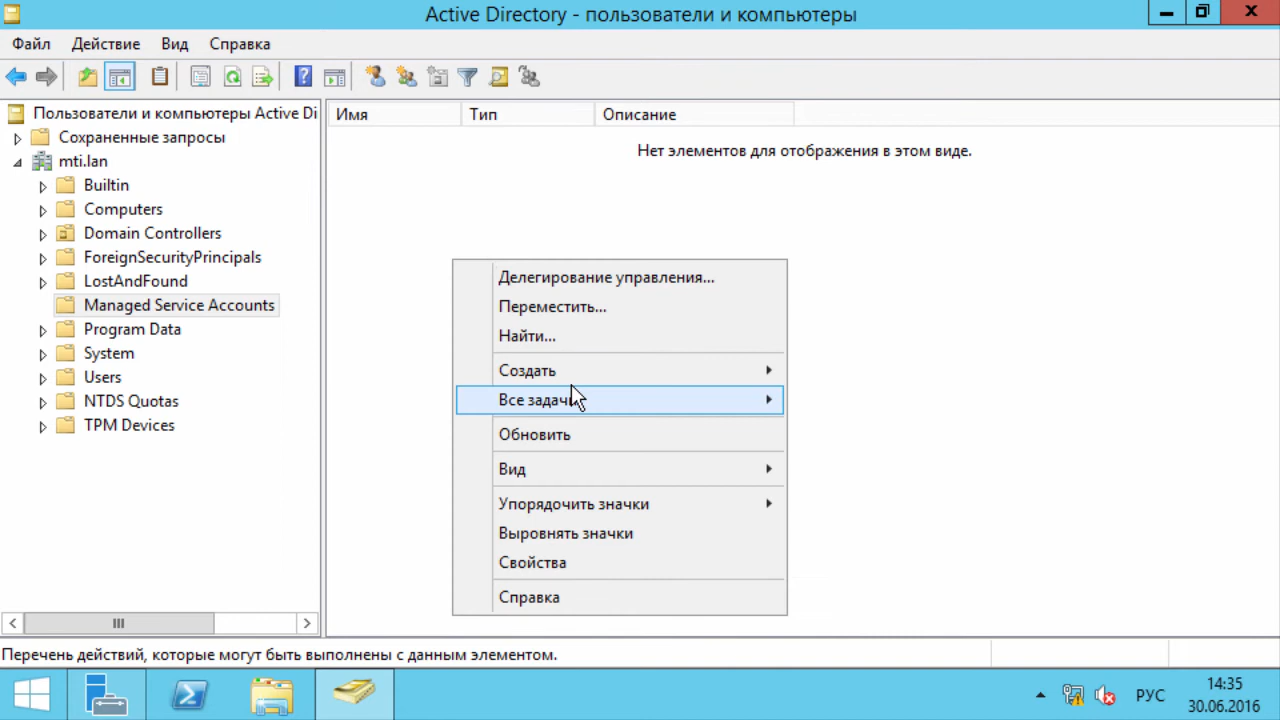 Active Directory - пользователи и компьютеры
Файл Действие Вид Справка
Пользователи и компьютеры Active Di
Сохраненные запросы
mti.lan
Builtin
Computers
Domain Controllers
ForeignSecurityPrincipals
LostAndFound
Managed Service Accounts
Program Data
System
Users
NTDS Quotas
TPM Devices
Имя Тип Описание
Нет элементов для отображения в этом виде.
Делегирование управления...
Переместить...
Найти...
Создать
Все задачи
Обновить
Вид
Упорядочить значки
Выровнять значки
Свойства
Справка
Перечень действий, которые могут быть выполнены с данным элементом.
РУС
14:35
30.06.2016